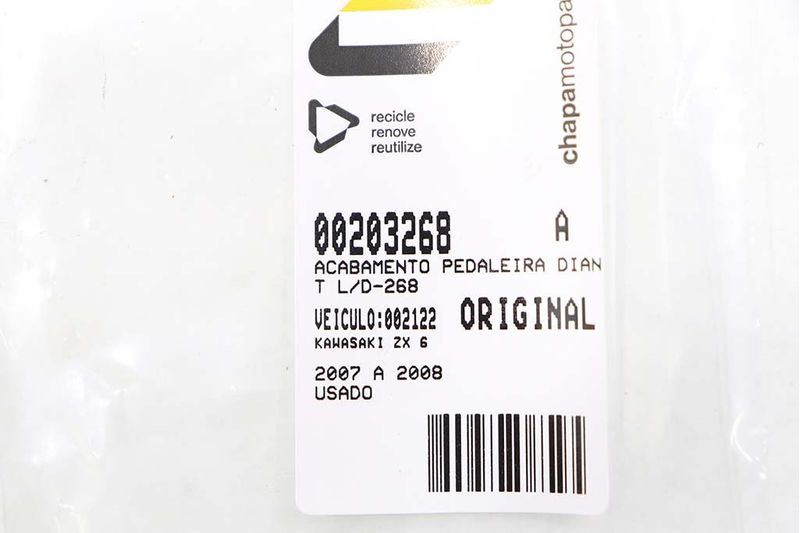 chapamotopa
recicle
renove
reutilize
00203268 A
ACABAMENTO PEDALEIRA DIAN
T L/D-268
VEICULO:002122 ORIGINAL
KAWASAKI ZX 6
2007 A 2008
USADO